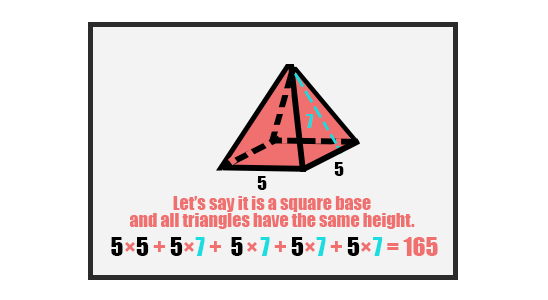 7
5
5
Let's say it is a square base
and all triangles have the same height.
5×5 + 5×7 + 5×7 + 5×7 + 5×7 = 165